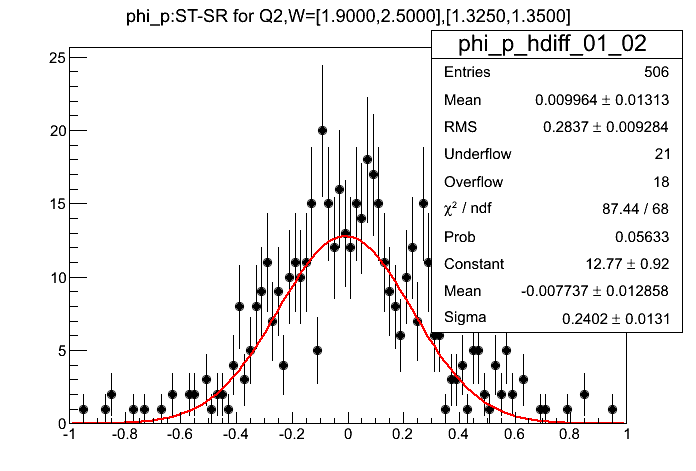 phi_p:ST-SR for Q2,W=[1.9000,2.5000],[1.3250,1.3500]
phi_p_hdiff_01_02
Entries 506
Mean 0.009964 ± 0.01313
RMS 0.2837 ± 0.009284
Underflow 21
Overflow 18
χ² / ndf 87.44 / 68
Prob 0.05633
Constant 12.77 ± 0.92
Mean -0.007737 ± 0.012858
Sigma 0.2402 ± 0.0131
25
20
15
10
5
0
-1 -0.8 -0.6 -0.4 -0.2 0 0.2 0.4 0.6 0.8 1